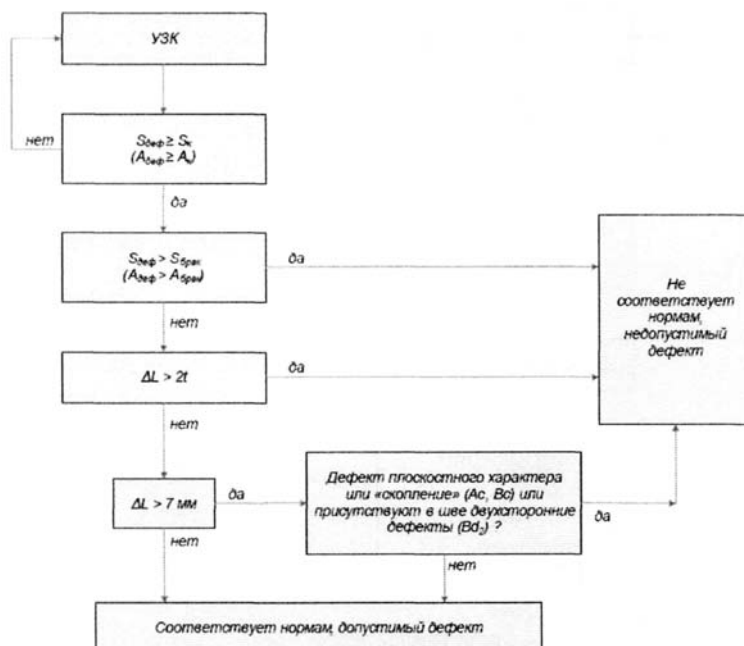 УЗК
нет
Sдеф ≥ Sк
(Aдеф ≥ Aк)
да
Sдеф > Sбрак
(Aдеф > Aбрак)
да
Не
соответствует
нормам,
недопустимый
дефект
нет
ΔL > 2t
да
нет
ΔL > 7 мм
да
Дефект плоскостного характера
или «скопление» (Ac, Bc) или
присутствуют в шве двухсторонние
дефекты (Bd₂) ?
да
нет
нет
Соответствует нормам, допустимый дефект